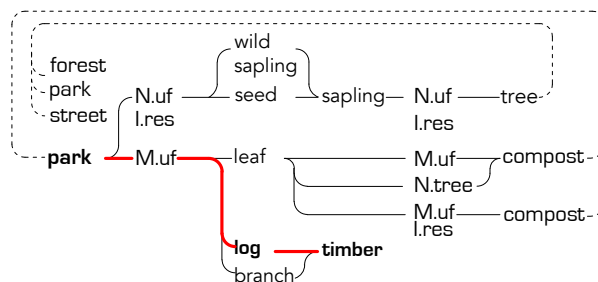 wild
sapling
forest
park
street
N.uf
I.res
seed
sapling
N.uf
I.res
tree
park
M.uf
leaf
M.uf
compost
N.tree
M.uf
I.res
compost
log
timber
branch